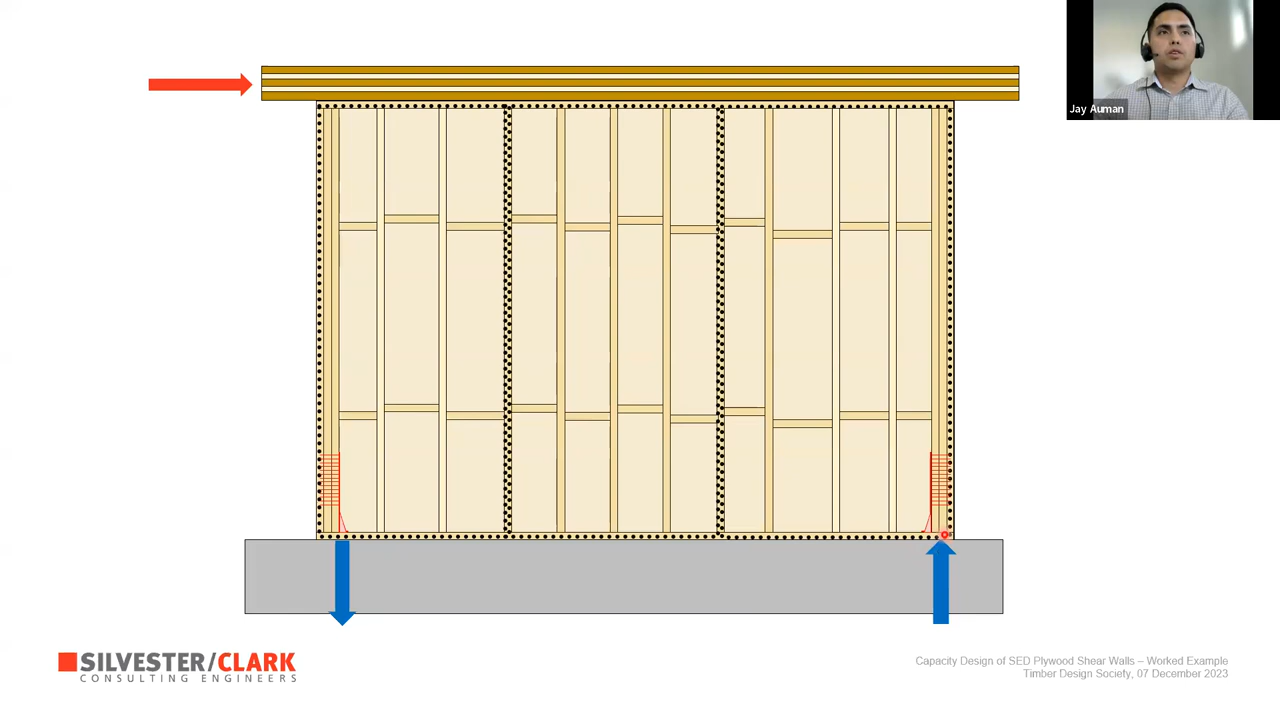 Jay Auman
SILVESTER/CLARK
CONSULTING ENGINEERS
Capacity Design of SED Plywood Shear Walls – Worked Example
Timber Design Society, 07 December 2023